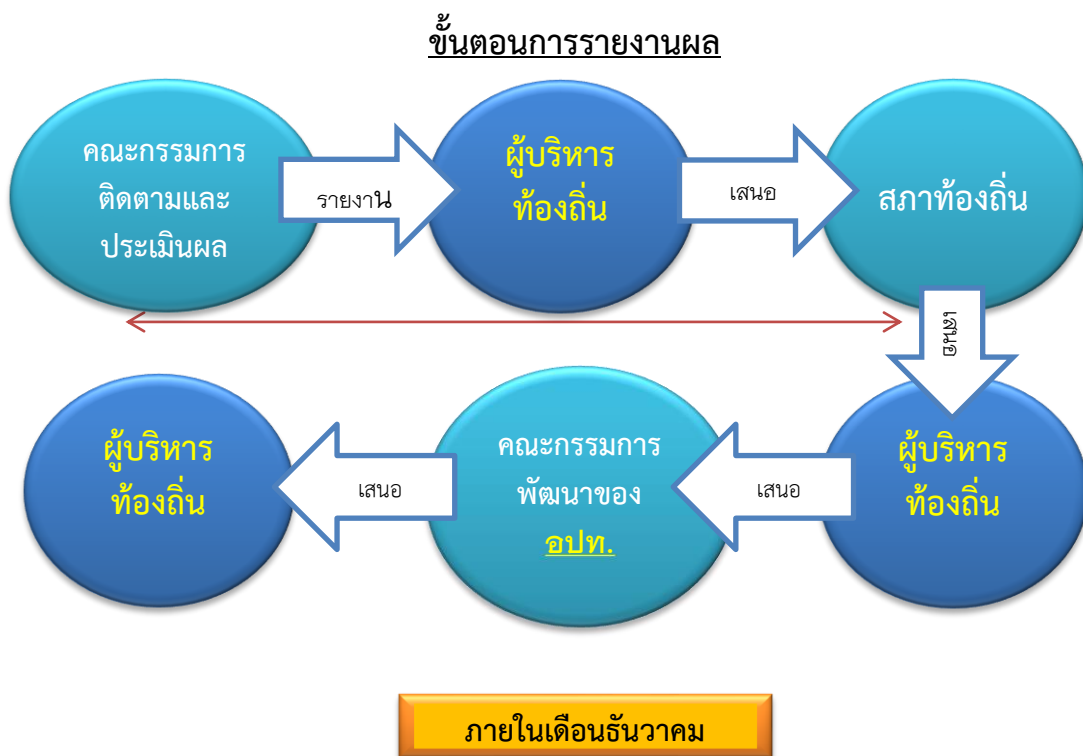 ขั้นตอนการรายงานผล
คณะกรรมการ
ติดตามและ
ประเมินผล
รายงาน
ผู้บริหาร
ท้องถิ่น
เสนอ
สภาท้องถิ่น
เสนอ
ผู้บริหาร
ท้องถิ่น
เสนอ
คณะกรรมการ
พัฒนาของ
อปท.
เสนอ
ผู้บริหาร
ท้องถิ่น
ภายในเดือนธันวาคม